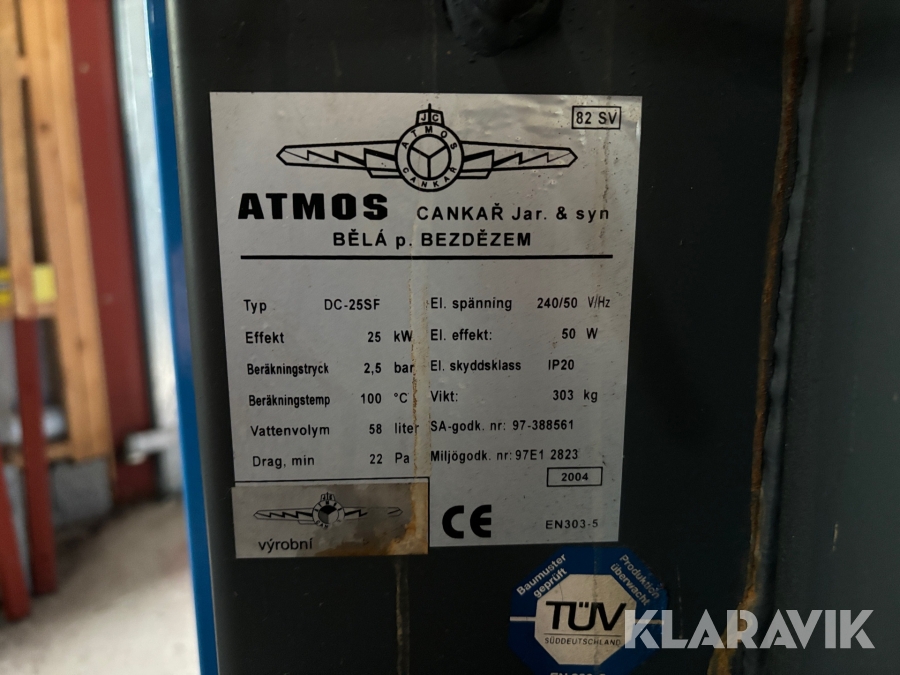 82 SV
JC
ATMOS
CANKAŘ
ATMOS CANKAŘ Jar. & syn
BĚLÁ p. BEZDĚZEM
Typ DC-25SF
Effekt 25 kW
Beräkningstryck 2,5 bar
Beräkningstemp 100 °C
Vattenvolym 58 liter
Drag, min 22 Pa
El. spänning 240/50 V/Hz
El. effekt: 50 W
El. skyddsklass IP20
Vikt: 303 kg
SA-godk. nr: 97-388561
Miljögodk. nr: 97E1 2823
2004
CE EN303-5
výrobní
Baumuster
geprüft
Produktion
überwacht
TÜV
SÜDDEUTSCHLAND
KLARAVIK